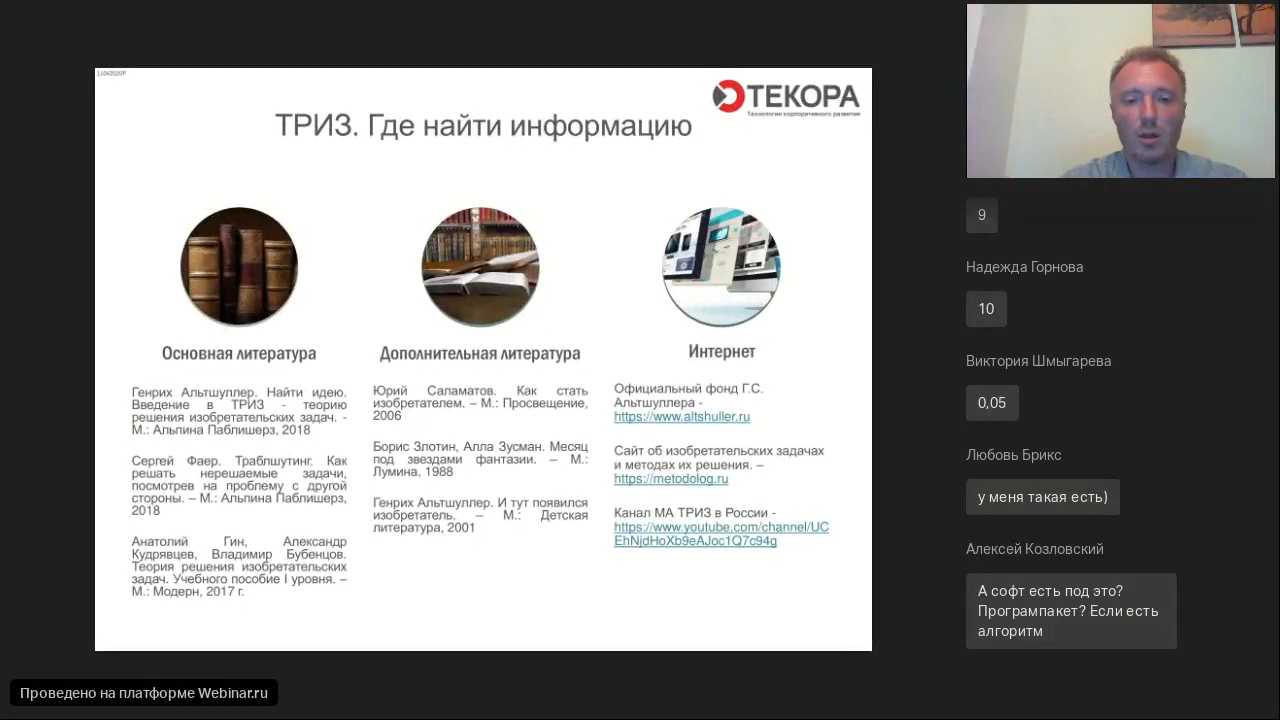 11042020Р
ТЕКОРА
Технологии корпоративного развития
ТРИЗ. Где найти информацию
Основная литература
Генрих Альтшуллер. Найти идею.
Введение в ТРИЗ - теорию
решения изобретательских задач. -
М.: Альпина Паблишерз, 2018
Сергей Фаер. Траблшутинг. Как
решать нерешаемые задачи,
посмотрев на проблему с другой
стороны. – М.: Альпина Паблишерз,
2018
Анатолий Гин, Александр
Кудрявцев, Владимир Бубенцов.
Теория решения изобретательских
задач. Учебного пособие I уровня. –
М.: Модерн, 2017 г.
Дополнительная литература
Юрий Саламатов. Как стать
изобретателем. – М.: Просвещение,
2006
Борис Злотин, Алла Зусман. Месяц
под звездами фантазии. – М.:
Лумина, 1988
Генрих Альтшуллер. И тут появился
изобретатель. – М.: Детская
литература, 2001
Интернет
Официальный фонд Г.С.
Альтшуллера -
https://www.altshuller.ru
Сайт об изобретательских задачах
и методах их решения. –
https://metodolog.ru
Канал МА ТРИЗ в России -
https://www.youtube.com/channel/UC
EhNjdHoXb9eAJoc1Q7c94g
9
Надежда Горнова
10
Виктория Шмыгарева
0,05
Любовь Брикс
у меня такая есть)
Алексей Козловский
А софт есть под это?
Програмпакет? Если есть
алгоритм
Проведено на платформе Webinar.ru